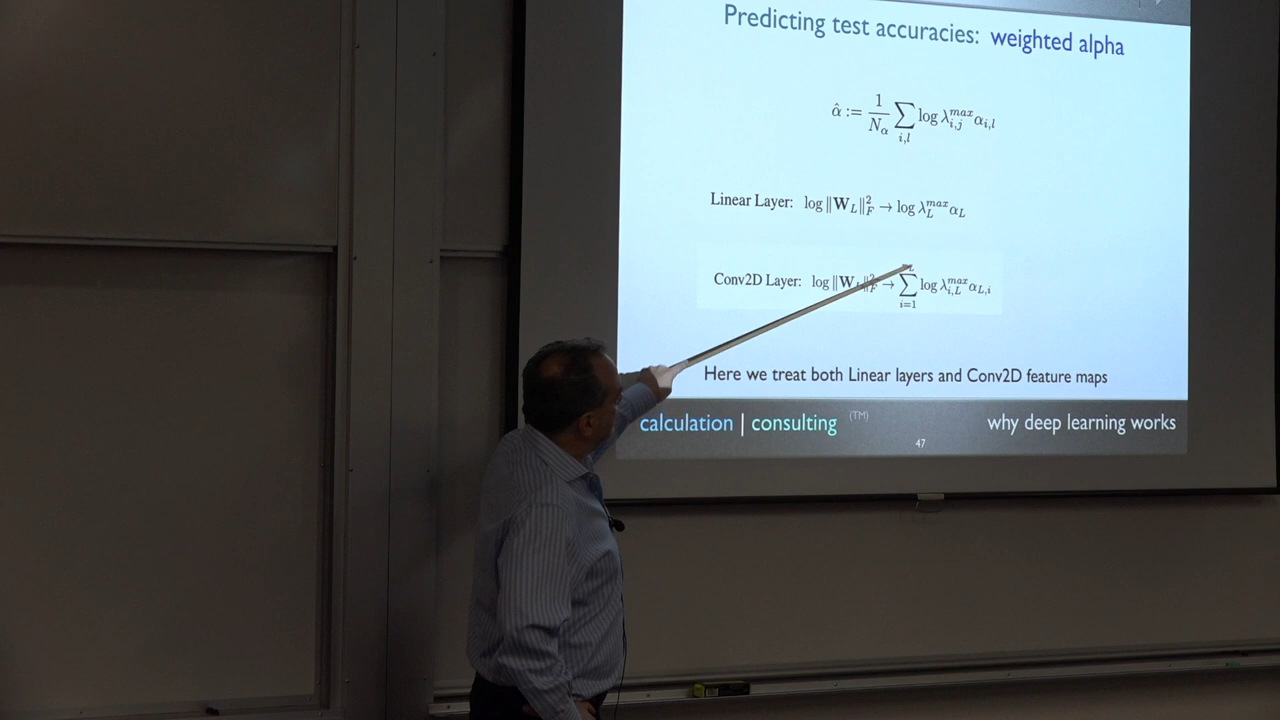 Predicting test accuracies: weighted alpha
α̂ := 1/N_α ∑_{i,l} log λ^{max}_{i,j} α_{i,l}
Linear Layer: log ‖W_L‖²_F → log λ^{max}_L α_L
Conv2D Layer: log ‖W ‖²_F → ∑_{i=1} log λ^{max}_{i,L} α_{L,i}
Here we treat both Linear layers and Conv2D feature maps
calculation | consulting (TM) why deep learning works
47